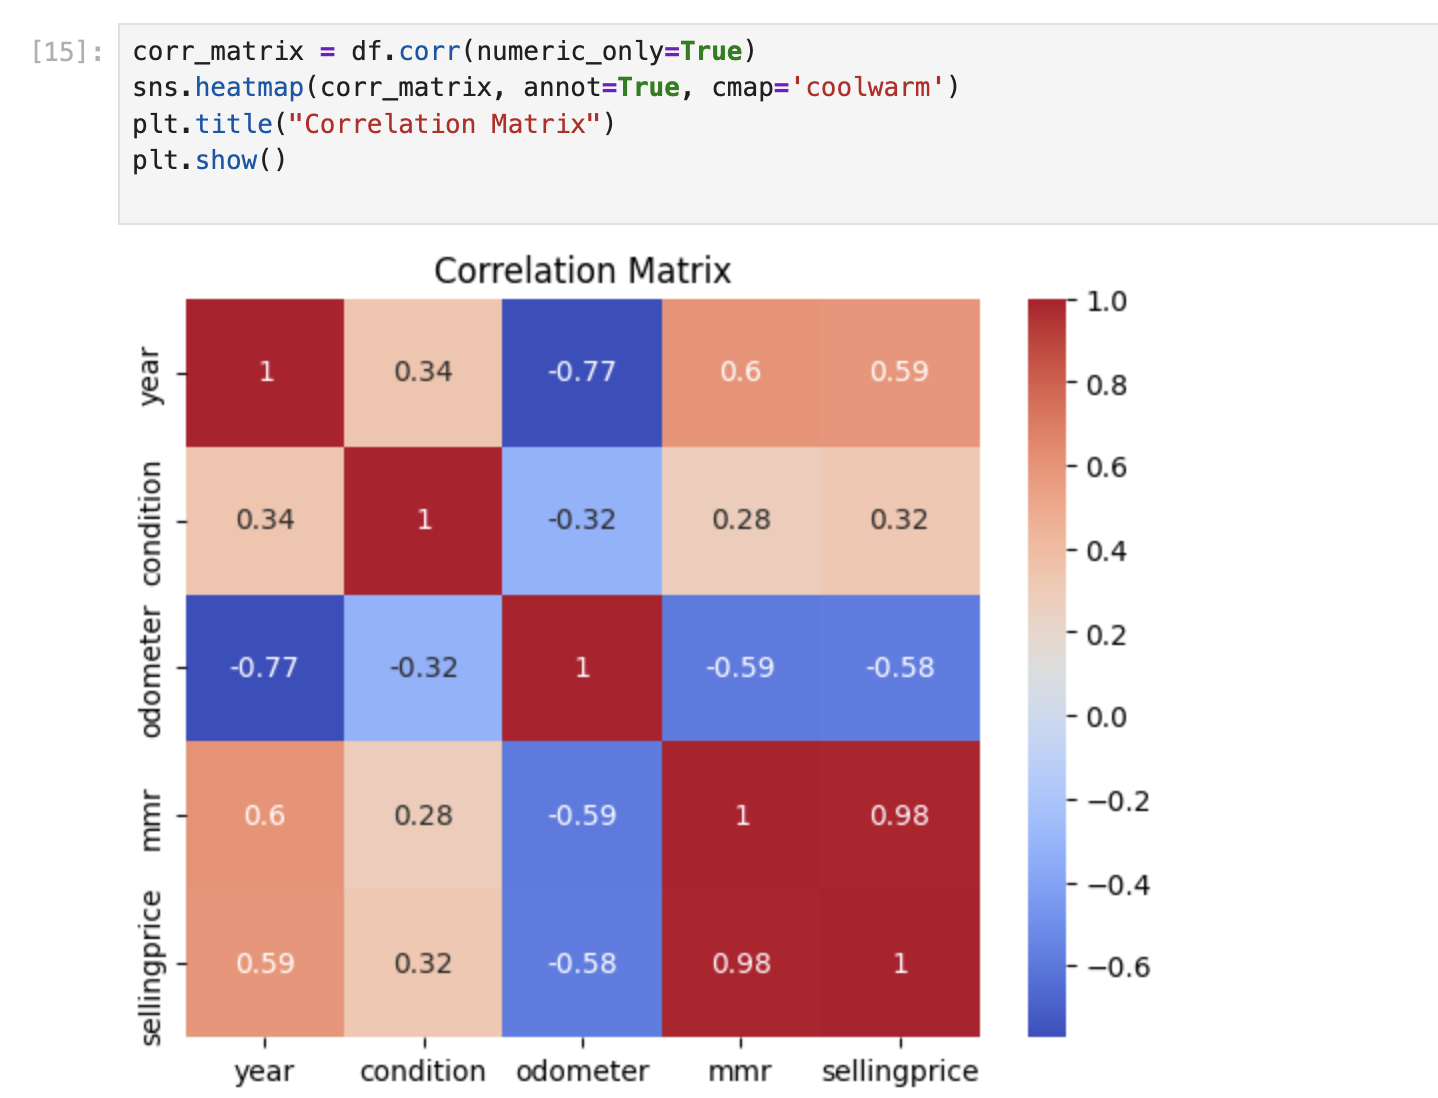 [15]:
corr_matrix = df.corr(numeric_only=True)
sns.heatmap(corr_matrix, annot=True, cmap='coolwarm')
plt.title("Correlation Matrix")
plt.show()
Correlation Matrix
year 1 0.34 -0.77 0.6 0.59
condition 0.34 1 -0.32 0.28 0.32
odometer -0.77 -0.32 1 -0.59 -0.58
mmr 0.6 0.28 -0.59 1 0.98
sellingprice 0.59 0.32 -0.58 0.98 1
year condition odometer mmr sellingprice
1.0
0.8
0.6
0.4
0.2
0.0
−0.2
−0.4
−0.6